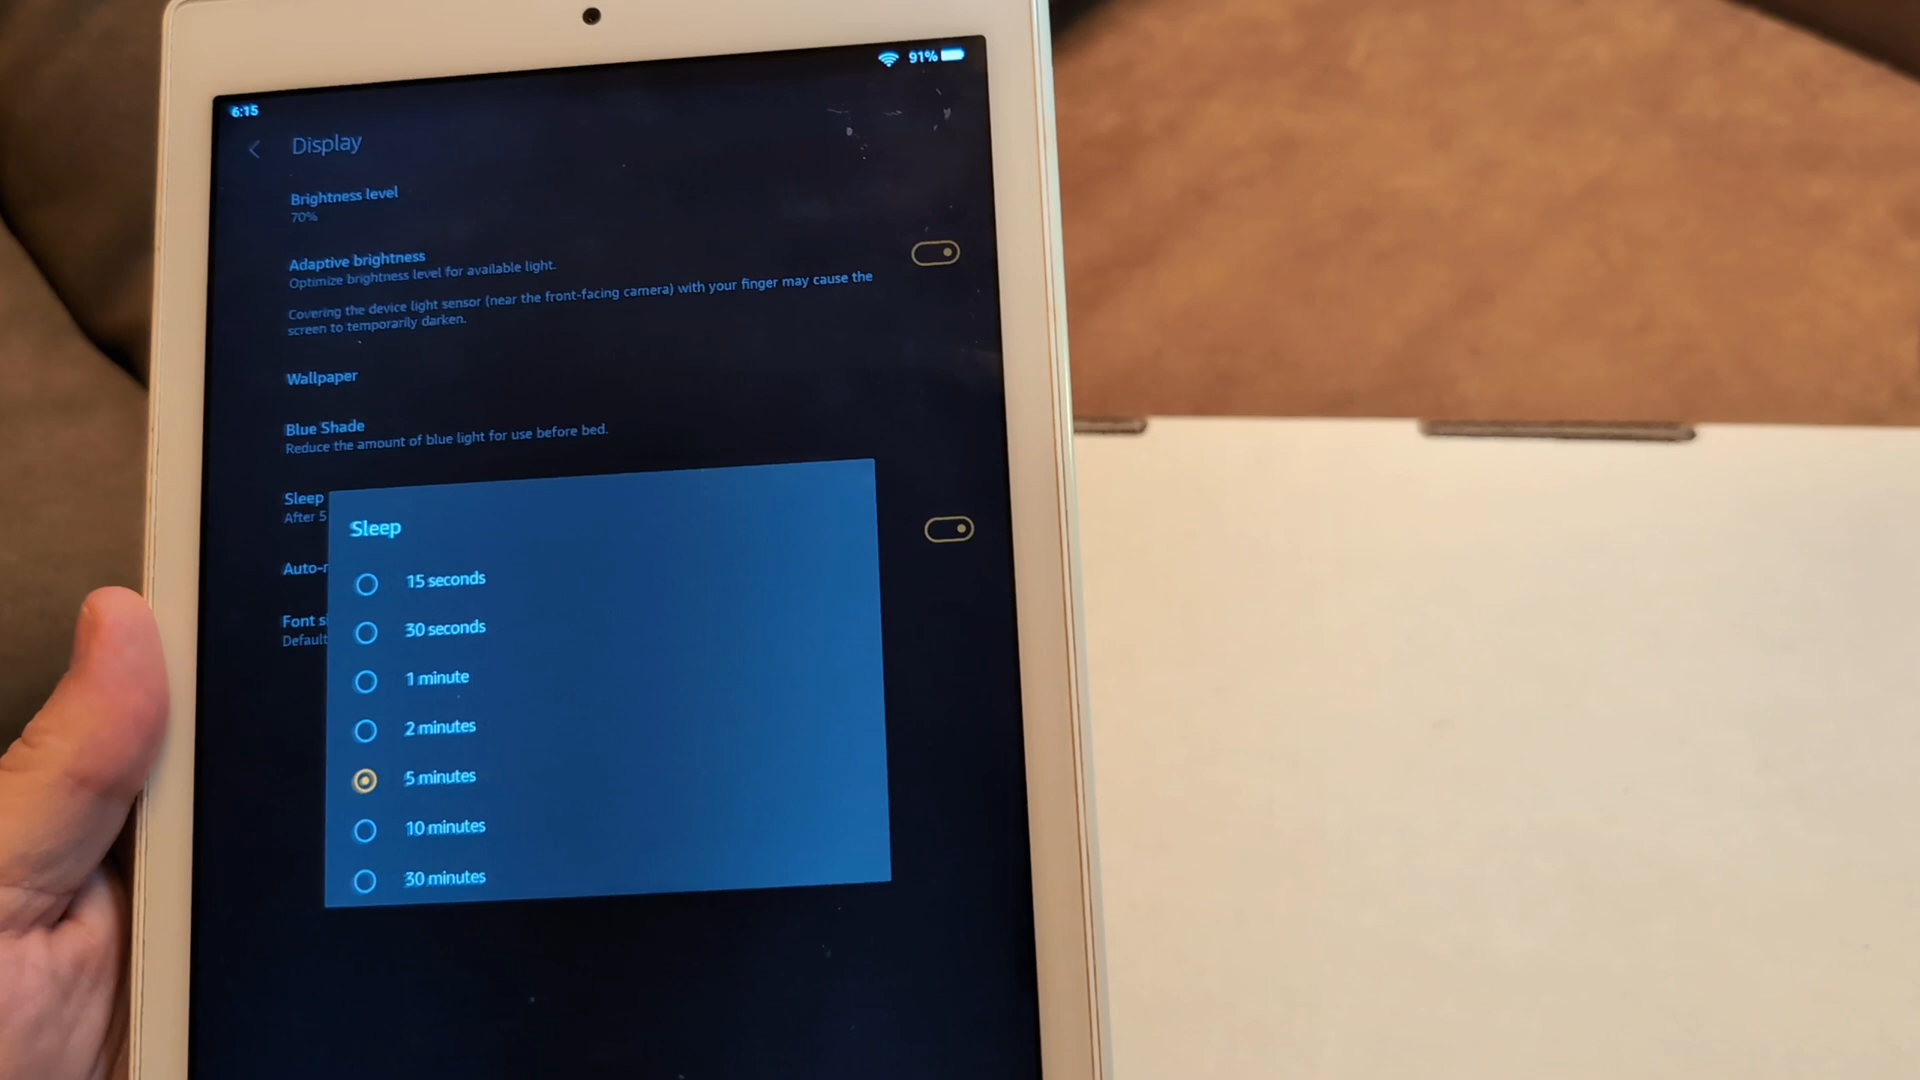 91%
6:15
Display
Brightness level
70%
Adaptive brightness
Optimize brightness level for available light.
Covering the device light sensor (near the front-facing camera) with your finger may cause the
screen to temporarily darken.
Wallpaper
Blue Shade
Reduce the amount of blue light for use before bed.
Sleep
After 5
Auto-r
Font si
Default
Sleep
15 seconds
30 seconds
1 minute
2 minutes
5 minutes
10 minutes
30 minutes